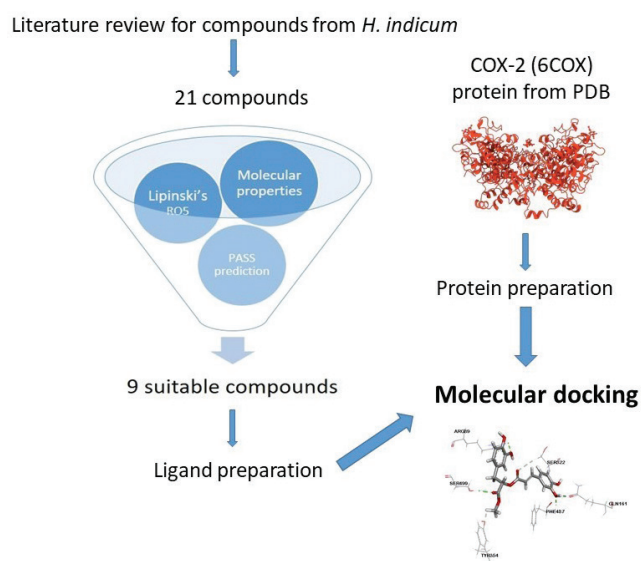 Literature review for compounds from H. indicum
21 compounds
Lipinski's
RO5
Molecular
properties
PASS
prediction
9 suitable compounds
Ligand preparation
COX-2 (6COX)
protein from PDB
Protein preparation
Molecular docking